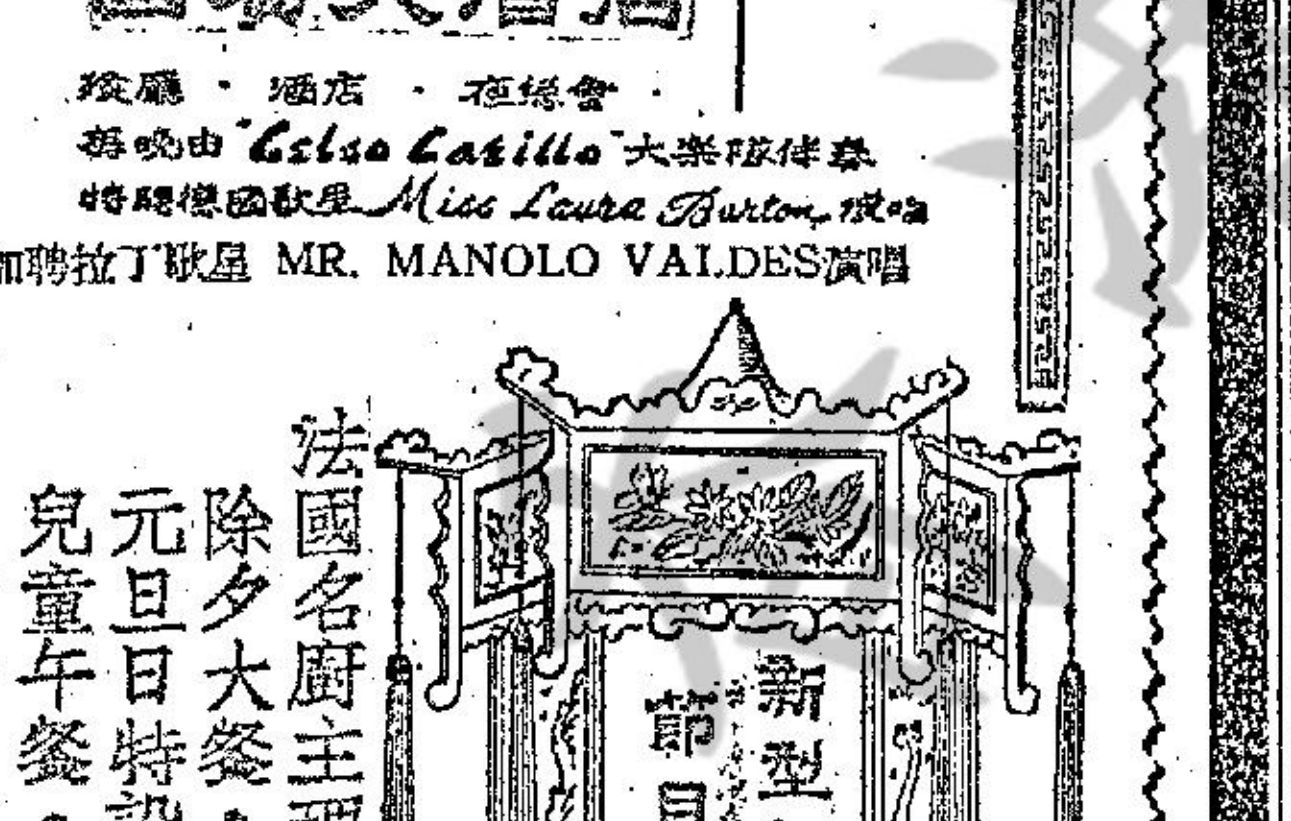 餐廳・酒店・夜總會
每晚由"Celso Carillo"大樂隊伴奏
特聘德國歌星 Miss Laura Burton 演唱
加聘拉丁歌星 MR. MANOLO VALDES演唱
法國名廚主理
除夕大餐
元旦日特設
兒童午餐
新型
節目